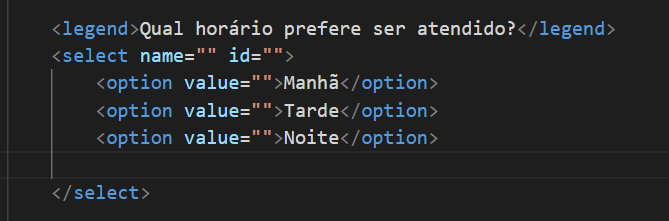 <legend>Qual horário prefere ser atendido?</legend>
<select name="" id="">
<option value="">Manhã</option>
<option value="">Tarde</option>
<option value="">Noite</option>
</select>